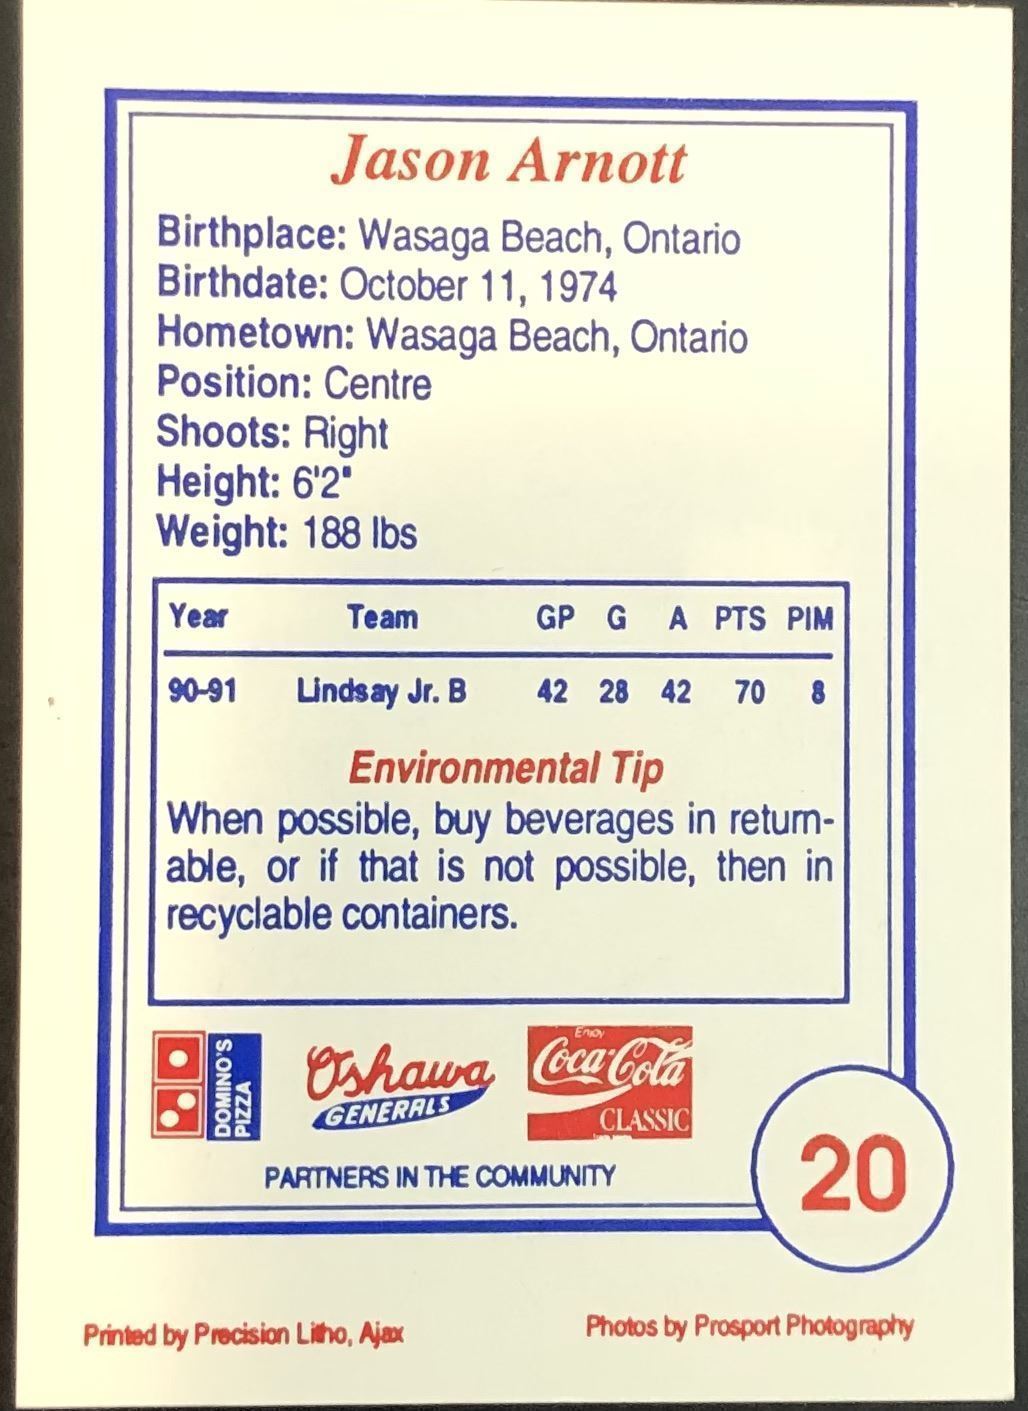 Jason Arnott
Birthplace: Wasaga Beach, Ontario
Birthdate: October 11, 1974
Hometown: Wasaga Beach, Ontario
Position: Centre
Shoots: Right
Height: 6'2"
Weight: 188 lbs
Year Team GP G A PTS PIM
90-91 Lindsay Jr. B 42 28 42 70 8
Environmental Tip
When possible, buy beverages in return-
able, or if that is not possible, then in
recyclable containers.
DOMINO'S
PIZZA
Oshawa
GENERALS
Enjoy
Coca-Cola
CLASSIC
PARTNERS IN THE COMMUNITY
20
Printed by Precision Litho, Ajax
Photos by Prosport Photography